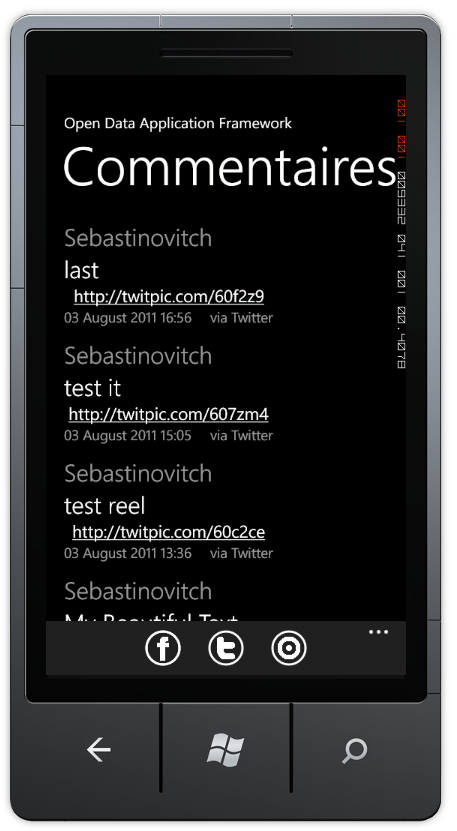 Open Data Application Framework
Commentaires
Sebastinovitch
last
http://twitpic.com/60f2z9
03 August 2011 16:56 via Twitter
Sebastinovitch
test it
http://twitpic.com/607zm4
03 August 2011 15:05 via Twitter
Sebastinovitch
test reel
http://twitpic.com/60c2ce
03 August 2011 13:36 via Twitter
Sebastinovitch
My Beautiful Text
...